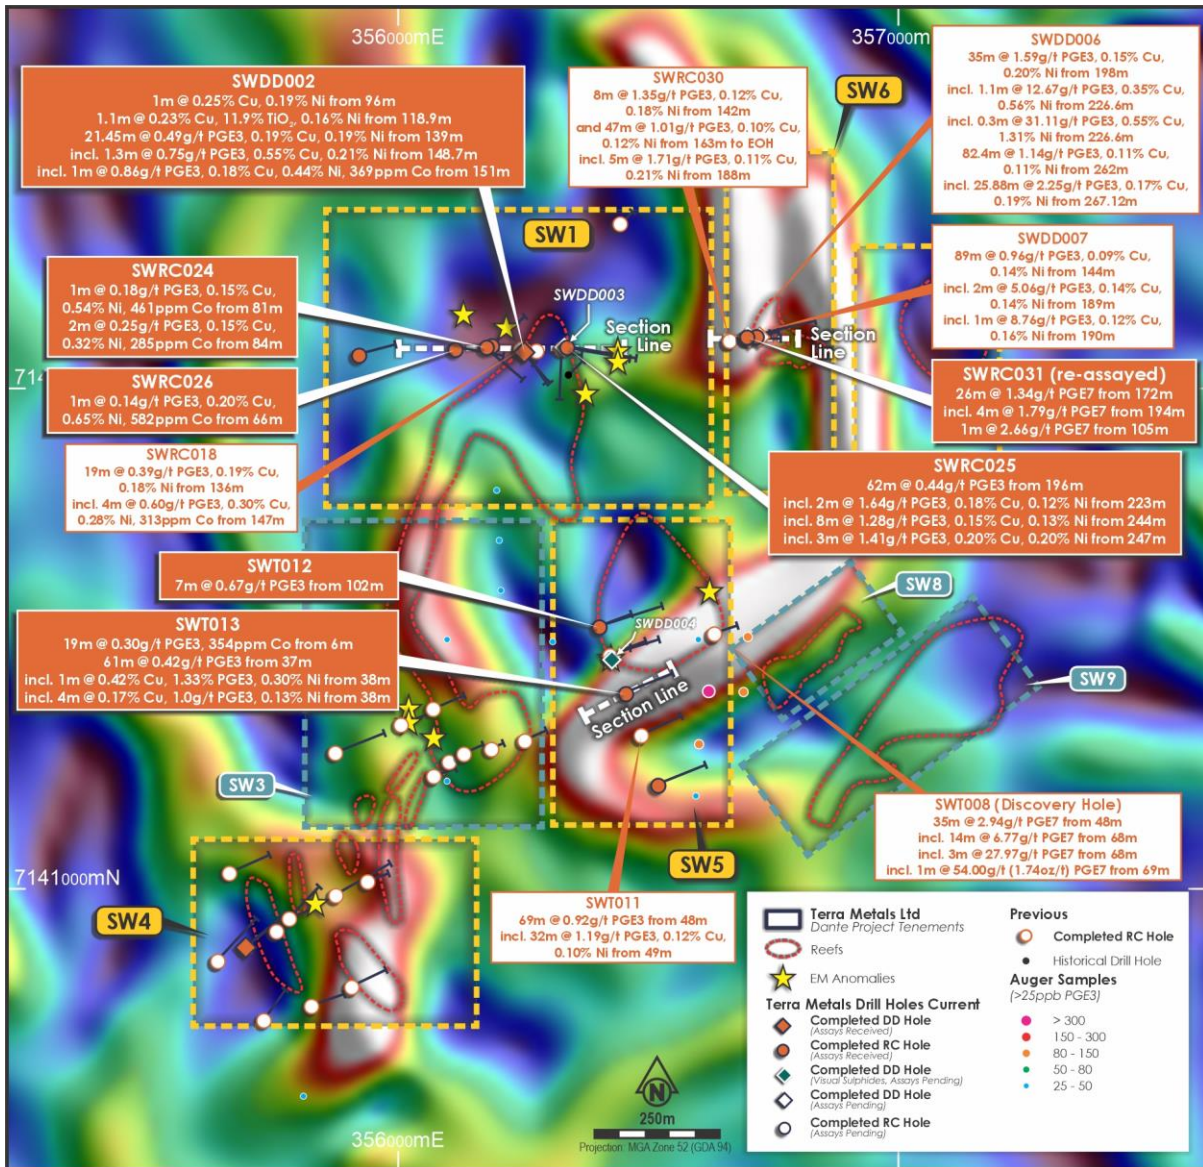 356000mE
357000mE
SWDD002
1m @ 0.25% Cu, 0.19% Ni from 96m
1.1m @ 0.23% Cu, 11.9% TiO₂, 0.16% Ni from 118.9m
21.45m @ 0.49g/t PGE3, 0.19% Cu, 0.19% Ni from 139m
incl. 1.3m @ 0.75g/t PGE3, 0.55% Cu, 0.21% Ni from 148.7m
incl. 1m @ 0.86g/t PGE3, 0.18% Cu, 0.44% Ni, 369ppm Co from 151m
SWRC030
8m @ 1.35g/t PGE3, 0.12% Cu,
0.18% Ni from 142m
and 47m @ 1.01g/t PGE3, 0.10% Cu,
0.12% Ni from 163m to EOH
incl. 5m @ 1.71g/t PGE3, 0.11% Cu,
0.21% Ni from 188m
SW6
SWDD006
35m @ 1.59g/t PGE3, 0.15% Cu,
0.20% Ni from 198m
incl. 1.1m @ 12.67g/t PGE3, 0.35% Cu,
0.56% Ni from 226.6m
incl. 0.3m @ 31.11g/t PGE3, 0.55% Cu,
1.31% Ni from 226.6m
82.4m @ 1.14g/t PGE3, 0.11% Cu,
0.11% Ni from 262m
incl. 25.88m @ 2.25g/t PGE3, 0.17% Cu,
0.19% Ni from 267.12m
SW1
SWDD007
89m @ 0.96g/t PGE3, 0.09% Cu,
0.14% Ni from 144m
incl. 2m @ 5.06g/t PGE3, 0.14% Cu,
0.14% Ni from 189m
incl. 1m @ 8.76g/t PGE3, 0.12% Cu,
0.16% Ni from 190m
SWRC024
1m @ 0.18g/t PGE3, 0.15% Cu,
0.54% Ni, 461ppm Co from 81m
2m @ 0.25g/t PGE3, 0.15% Cu,
0.32% Ni, 285ppm Co from 84m
SWDD003
Section
Line
Section
Line
714
SWRC026
1m @ 0.14g/t PGE3, 0.20% Cu,
0.65% Ni, 582ppm Co from 66m
SWRC031 (re-assayed)
26m @ 1.34g/t PGE7 from 172m
incl. 4m @ 1.79g/t PGE7 from 194m
1m @ 2.66g/t PGE7 from 105m
SWRC018
19m @ 0.39g/t PGE3, 0.19% Cu,
0.18% Ni from 136m
incl. 4m @ 0.60g/t PGE3, 0.30% Cu,
0.28% Ni, 313ppm Co from 147m
SWRC025
62m @ 0.44g/t PGE3 from 196m
incl. 2m @ 1.64g/t PGE3, 0.18% Cu, 0.12% Ni from 223m
incl. 8m @ 1.28g/t PGE3, 0.15% Cu, 0.13% Ni from 244m
incl. 3m @ 1.41g/t PGE3, 0.20% Cu, 0.20% Ni from 247m
SWT012
7m @ 0.67g/t PGE3 from 102m
SW8
SWDD004
SWT013
19m @ 0.30g/t PGE3, 354ppm Co from 6m
61m @ 0.42g/t PGE3 from 37m
incl. 1m @ 0.42% Cu, 1.33% PGE3, 0.30% Ni from 38m
incl. 4m @ 0.17% Cu, 1.0g PGE3, 0.13% Ni from 38m
SW9
Section Line
SW3
SWT008 (Discovery Hole)
35m @ 2.94g/t PGE7 from 48m
incl. 14m @ 6.77g/t PGE7 from 68m
incl. 3m @ 27.97g/t PGE7 from 68m
incl. 1m @ 54.00g/t (1.74oz/t) PGE7 from 69m
SW5
7141000mN
SWT011
69m @ 0.92g/t PGE3 from 48m
incl. 32m @ 1.19g/t PGE3, 0.12% Cu,
0.10% Ni from 49m
SW4
Terra Metals Ltd
Dante Project Tenements
Reefs
EM Anomalies
Terra Metals Drill Holes Current
Completed DD Hole
(Assays Received)
Completed RC Hole
(Assays Received)
Completed DD Hole
(Visual Sulphides, Assays Pending)
Completed DD Hole
(Assays Pending)
Completed RC Hole
(Assays Pending)
Previous
Completed RC Hole
Historical Drill Hole
Auger Samples
(>25ppb PGE3)
> 300
150 - 300
80 - 150
50 - 80
25 - 50
N
250m
Projection: MGA Zone 52 (GDA 94)
356000mE